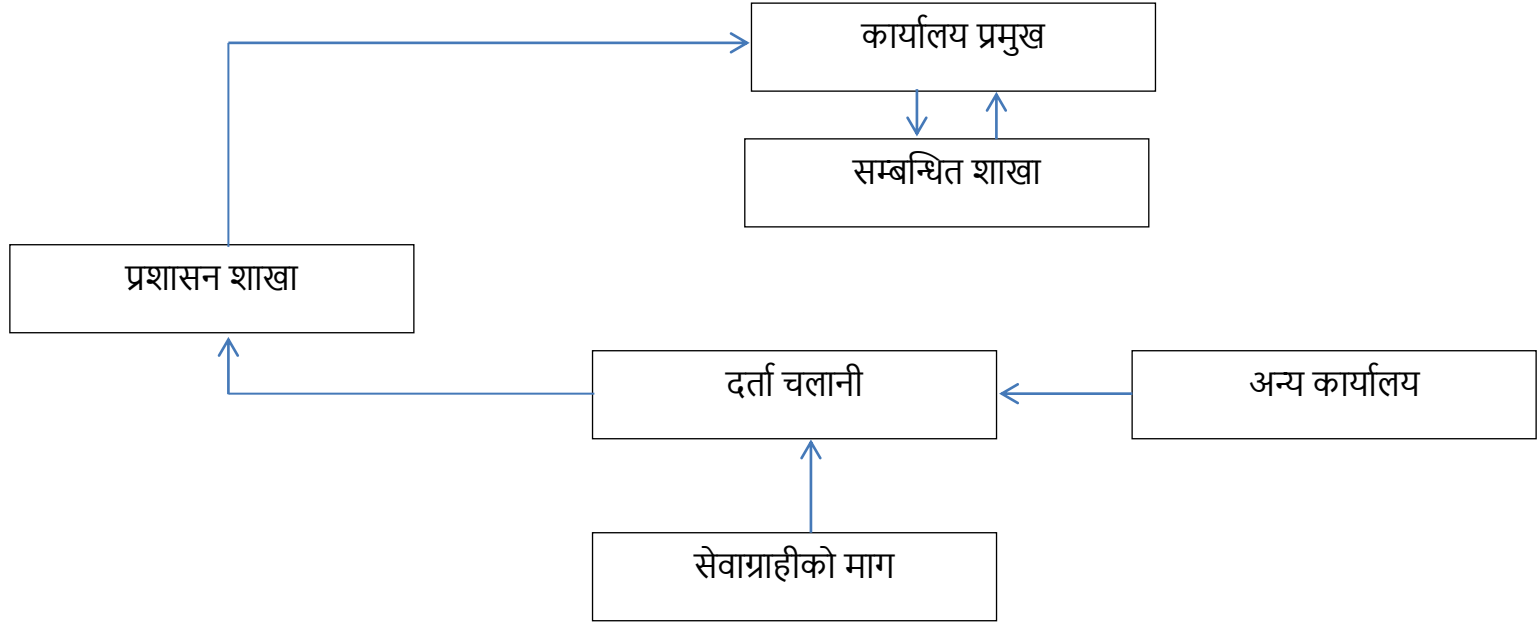 कार्यालय प्रमुख
सम्बन्धित शाखा
प्रशासन शाखा
दर्ता चलानी
अन्य कार्यालय
सेवाग्राहीको माग